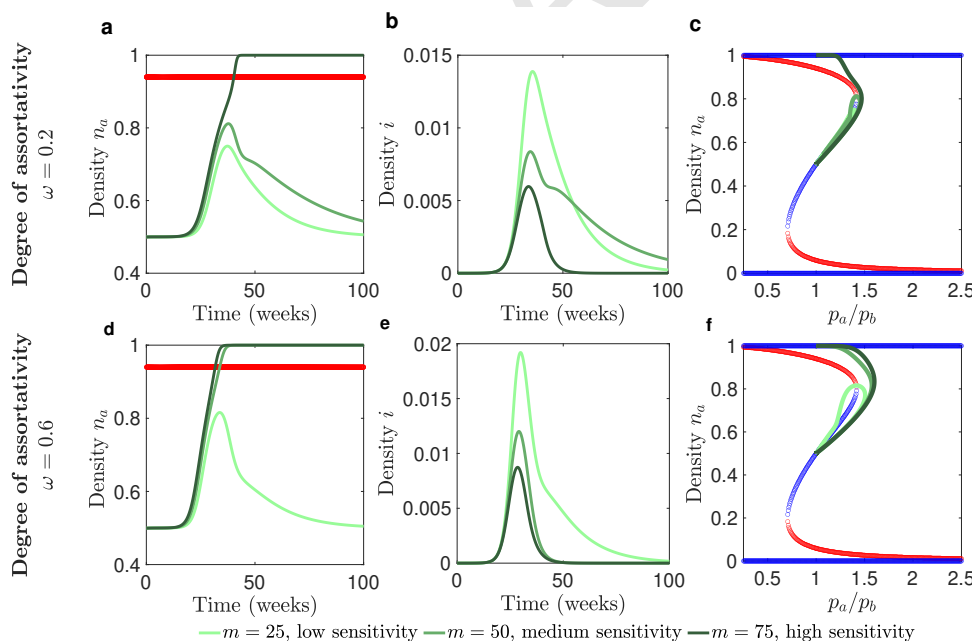 a
b
c
Degree of assortativity
ω = 0.2
Density n_a
1
0.8
0.6
0.4
0 50 100
Time (weeks)
Density i
0.015
0.01
0.005
0
0 50 100
Time (weeks)
Density n_a
1
0.8
0.6
0.4
0.2
0
0.5 1 1.5 2 2.5
p_a/p_b
d
e
f
Degree of assortativity
ω = 0.6
Density n_a
1
0.8
0.6
0.4
0 50 100
Time (weeks)
Density i
0.02
0.015
0.01
0.005
0
0 50 100
Time (weeks)
Density n_a
1
0.8
0.6
0.4
0.2
0
0.5 1 1.5 2 2.5
p_a/p_b
m = 25, low sensitivity m = 50, medium sensitivity m = 75, high sensitivity